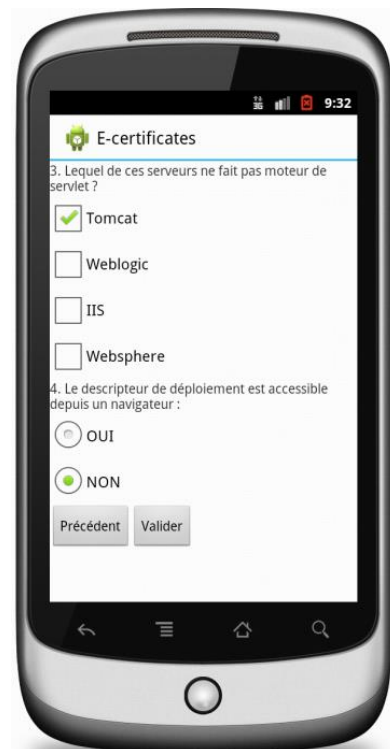 3G 9:32
E-certificates
3. Lequel de ces serveurs ne fait pas moteur de
servlet ?
Tomcat
Weblogic
IIS
Websphere
4. Le descripteur de déploiement est accessible
depuis un navigateur :
OUI
NON
Précédent Valider